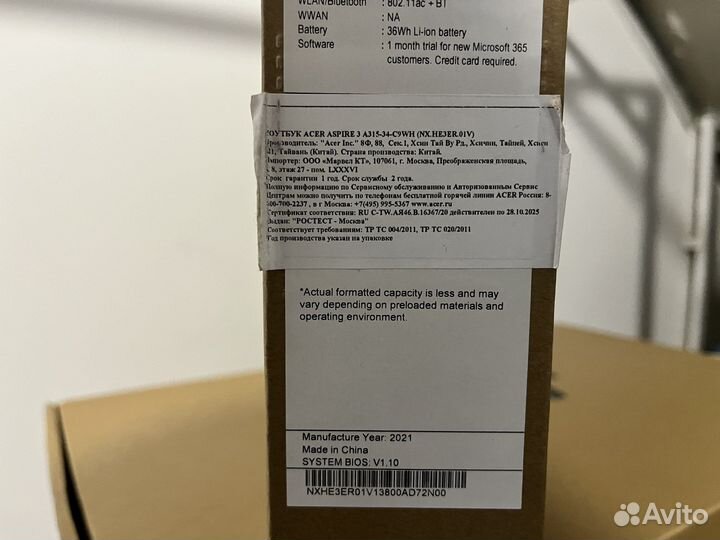 WLAN/Bluetooth : 802.11ac + BT
WWAN : NA
Battery : 36Wh Li-ion battery
Software : 1 month trial for new Microsoft 365
customers. Credit card required.
НОУТБУК ACER ASPIRE 3 A315-34-C9WH (NX.HE3ER.01V)
Производитель: "Acer Inc." 8Ф, 88, Сек.1, Хсин Тай Ву Рд., Хсичин, Тайпей, Хсиен
221, Тайвань (Китай). Страна производства: Китай.
Импортер: ООО «Марвел КТ», 107061, г. Москва, Преображенская площадь,
д. 8, этаж 27 - пом. LXXXVI
Срок гарантии 1 год. Срок службы 2 года.
Полную информацию по Сервисному обслуживанию и Авторизованным Сервис
Центрам можно получить по телефонам бесплатной горячей линии ACER Россия: 8-
800-700-2237 , в г Москва: +7(495) 995-5367 www.acer.ru
Сертификат соответствия: RU C-TW.АЯ46.В.16367/20 действителен по 28.10.2025
Выдан: "РОСТЕСТ - Москва"
Соответствует требованиям: ТР ТС 004/2011, ТР ТС 020/2011
Год производства указан на упаковке
*Actual formatted capacity is less and may
vary depending on preloaded materials and
operating environment.
Manufacture Year: 2021
Made in China
SYSTEM BIOS: V1.10
NXHE3ER01V13800AD72N00
Avito